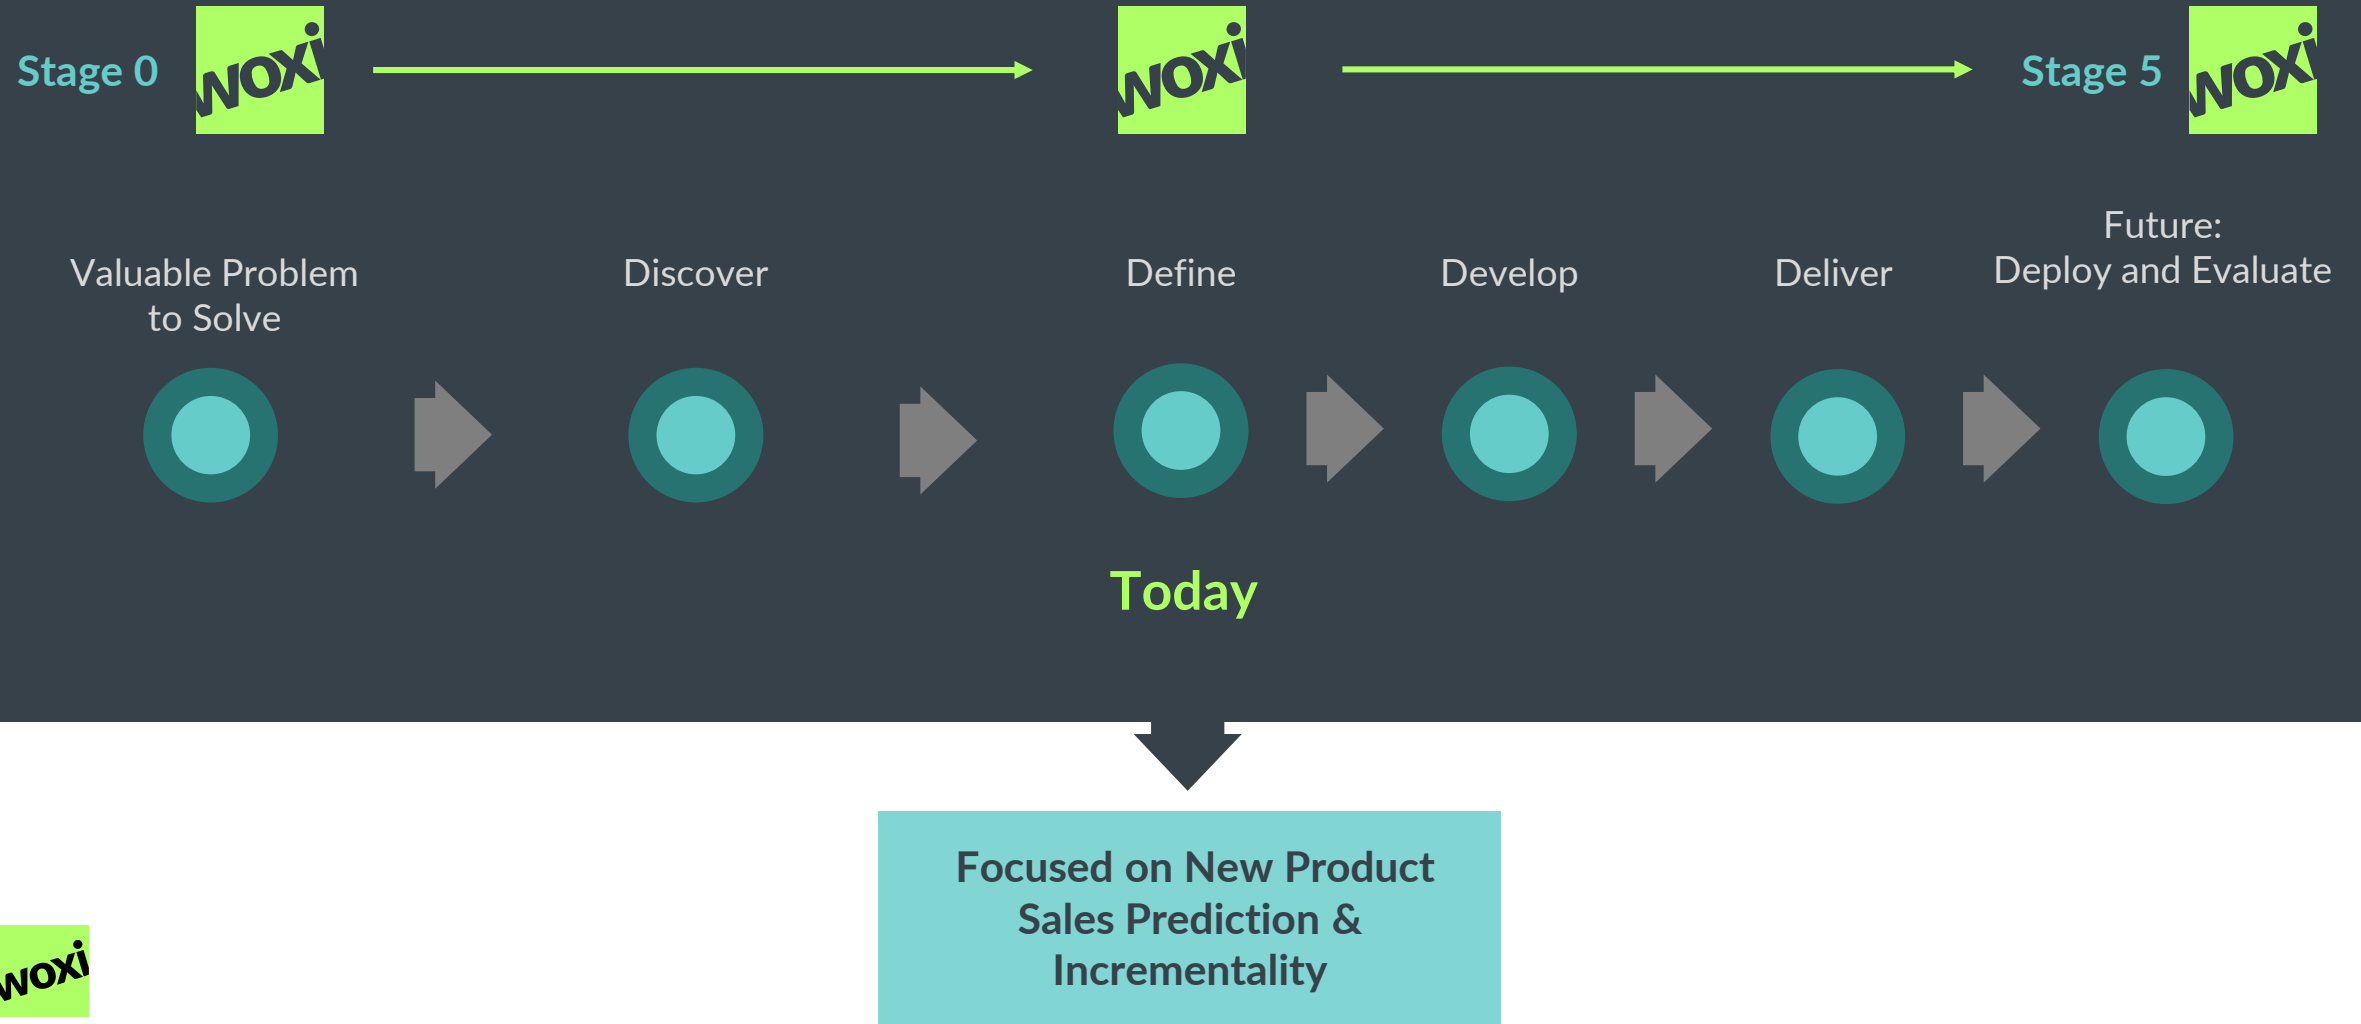 Stage 0
woxi
woxi
Stage 5
woxi
Valuable Problem
to Solve
Discover
Define
Develop
Deliver
Future:
Deploy and Evaluate
Today
Focused on New Product
Sales Prediction &
Incrementality
woxi